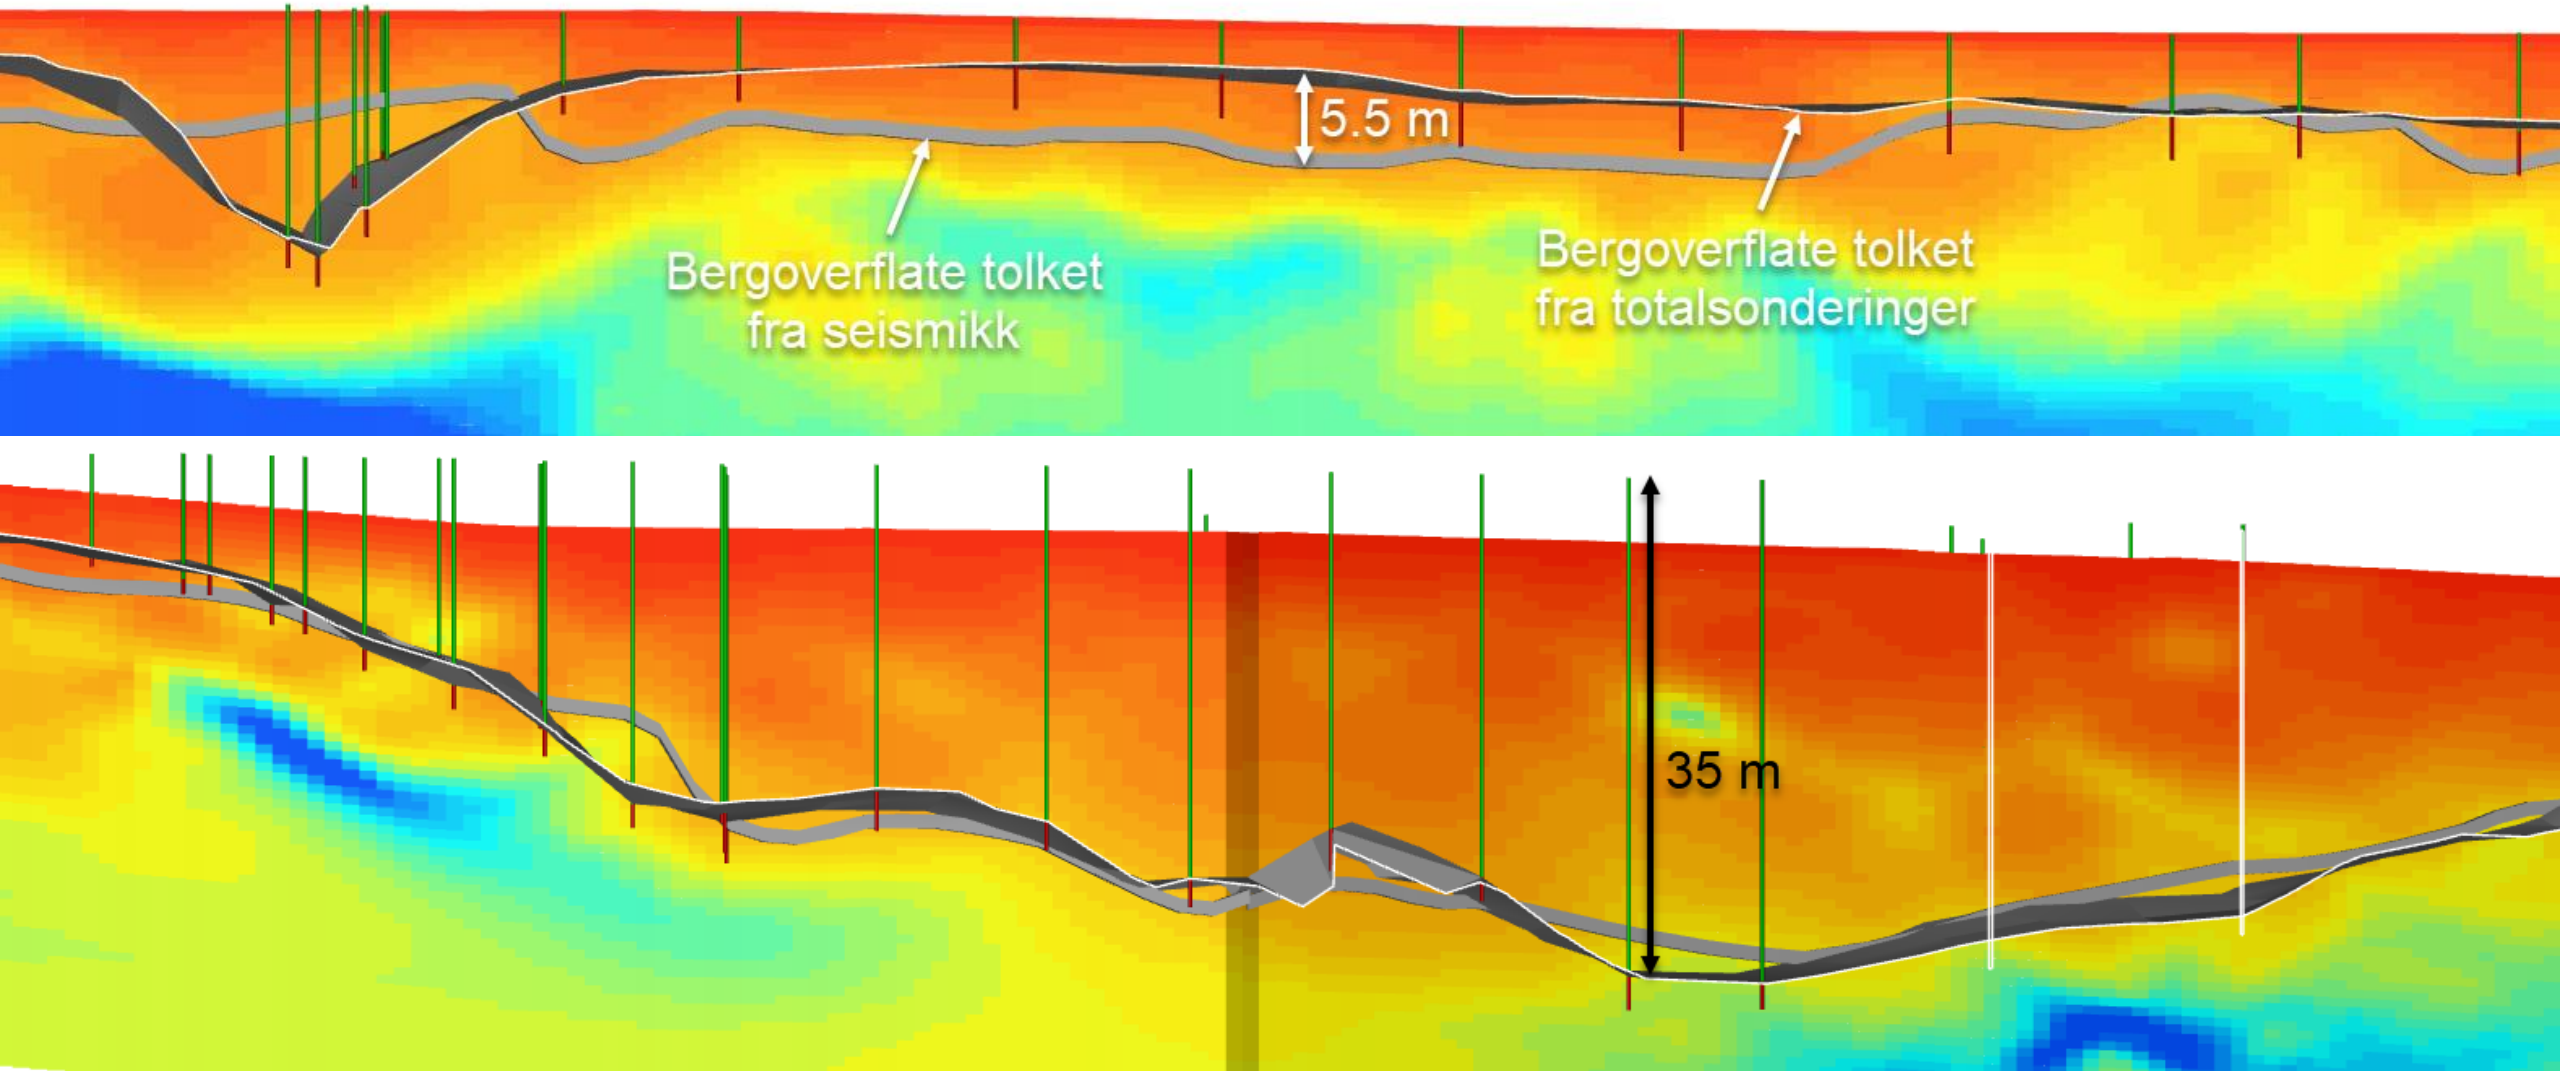 5.5 m
Bergoverflate tolket
fra seismikk
Bergoverflate tolket
fra totalsonderinger
35 m